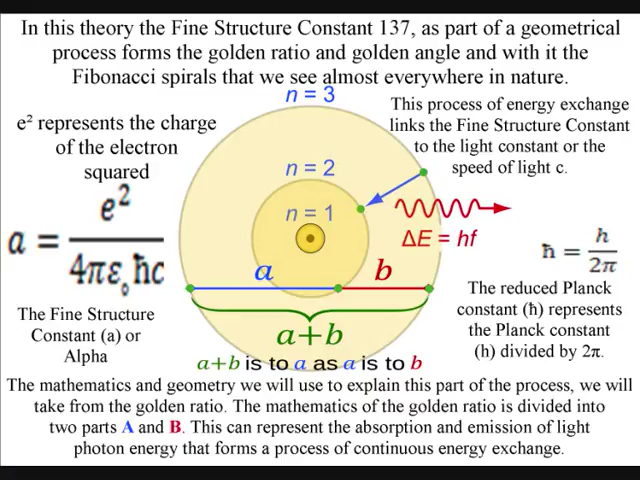 In this theory the Fine Structure Constant 137, as part of a geometrical
process forms the golden ratio and golden angle and with it the
Fibonacci spirals that we see almost everywhere in nature.
n = 3
e² represents the charge
of the electron
squared
This process of energy exchange
links the Fine Structure Constant
to the light constant or the
speed of light c.
n = 2
n = 1
a = e² / 4πε₀ħc
ΔE = hf
ħ = h / 2π
a
b
a+b
The Fine Structure
Constant (a) or
Alpha
The reduced Planck
constant (ħ) represents
the Planck constant
(h) divided by 2π.
a+b is to a as a is to b
The mathematics and geometry we will use to explain this part of the process, we will
take from the golden ratio. The mathematics of the golden ratio is divided into
two parts A and B. This can represent the absorption and emission of light
photon energy that forms a process of continuous energy exchange.